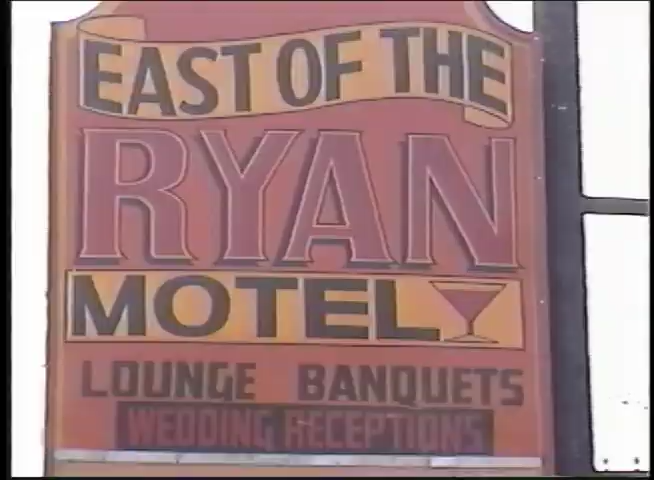 EAST OF THE
RYAN
MOTEL
LOUNGE BANQUETS
WEDDING RECEPTIONS